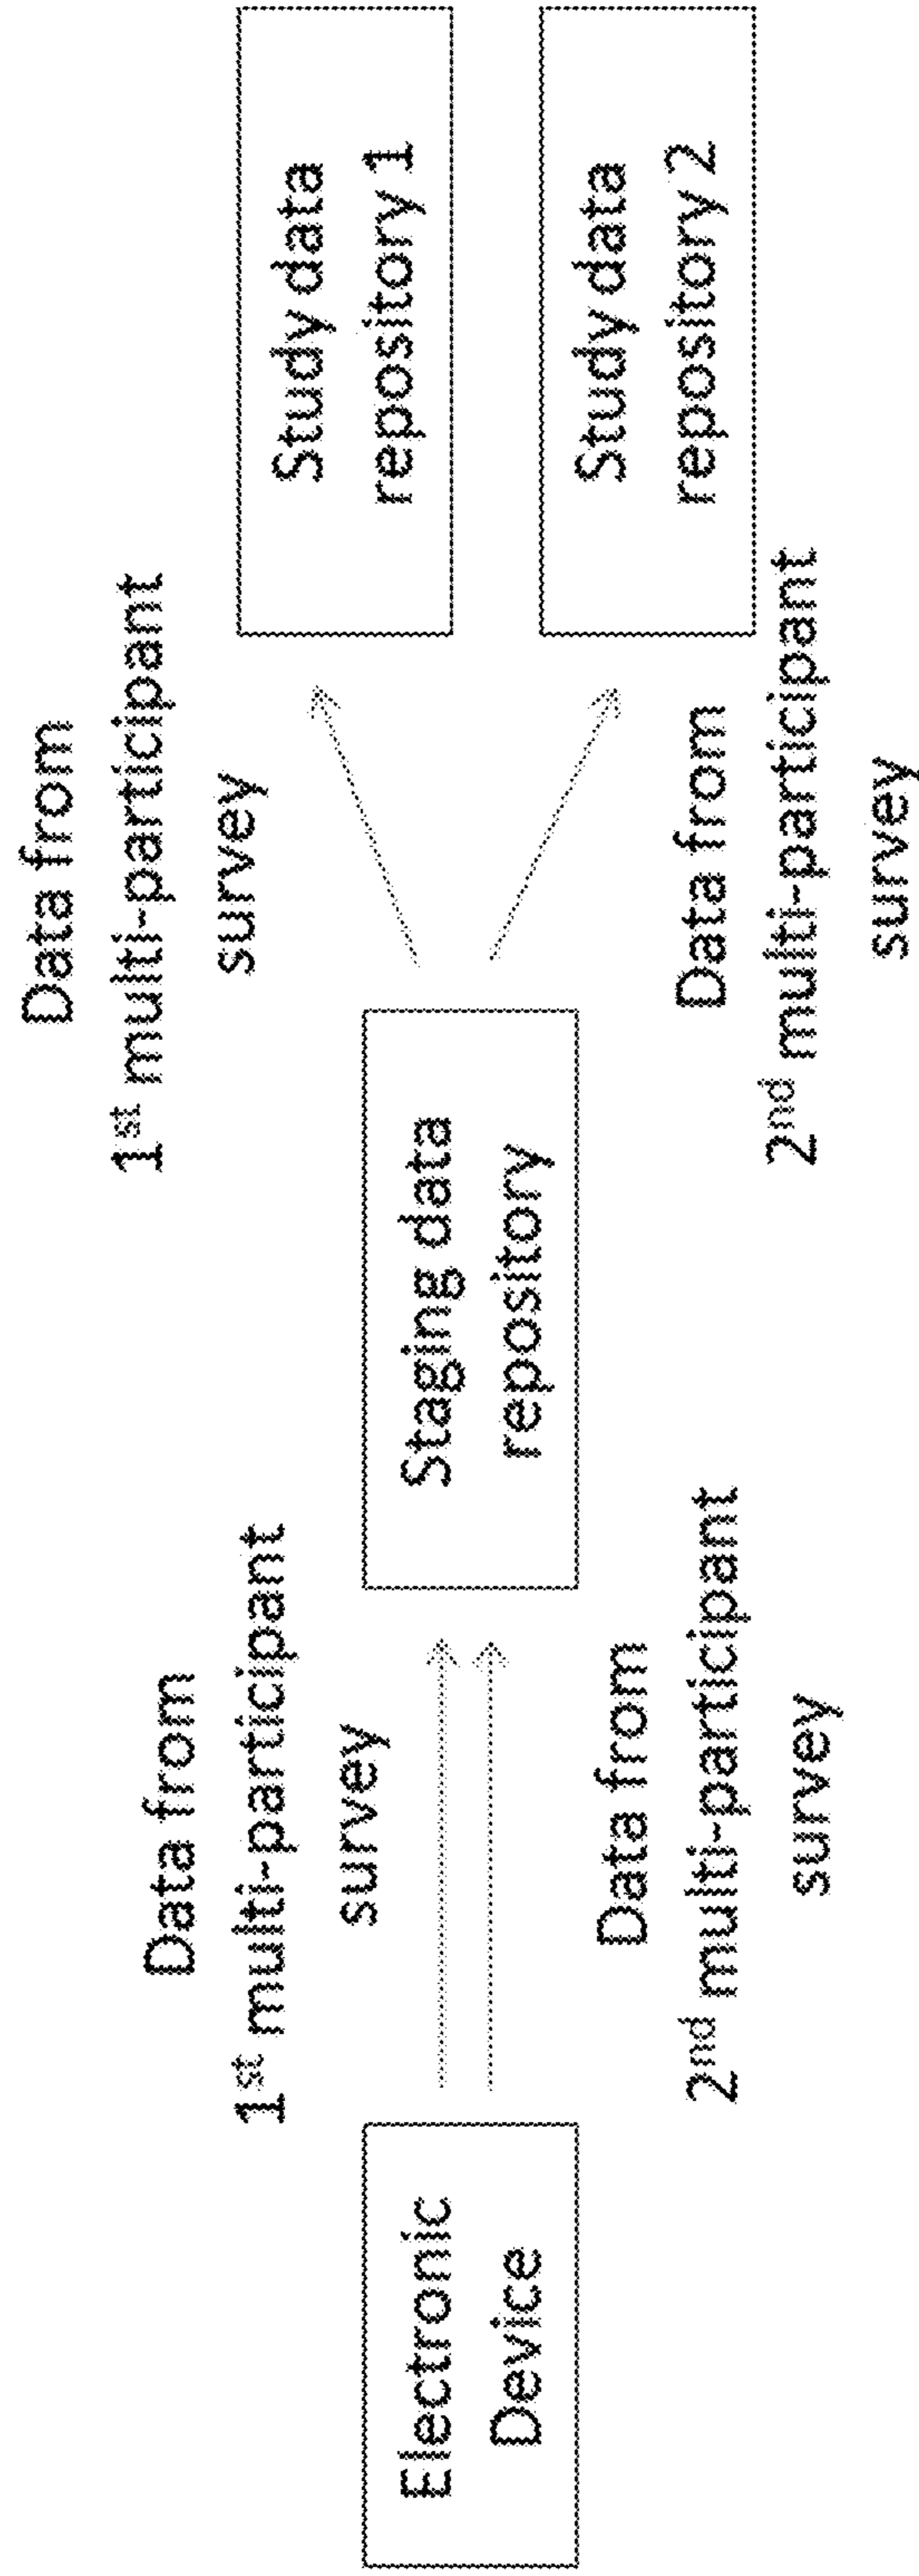 Electronic
Device
Data from
1st multi-participant
survey
Data from
2nd multi-participant
survey
Staging data
repository
Data from
1st multi-participant
survey
Data from
2nd multi-participant
survey
Study data
repository 1
Study data
repository 2